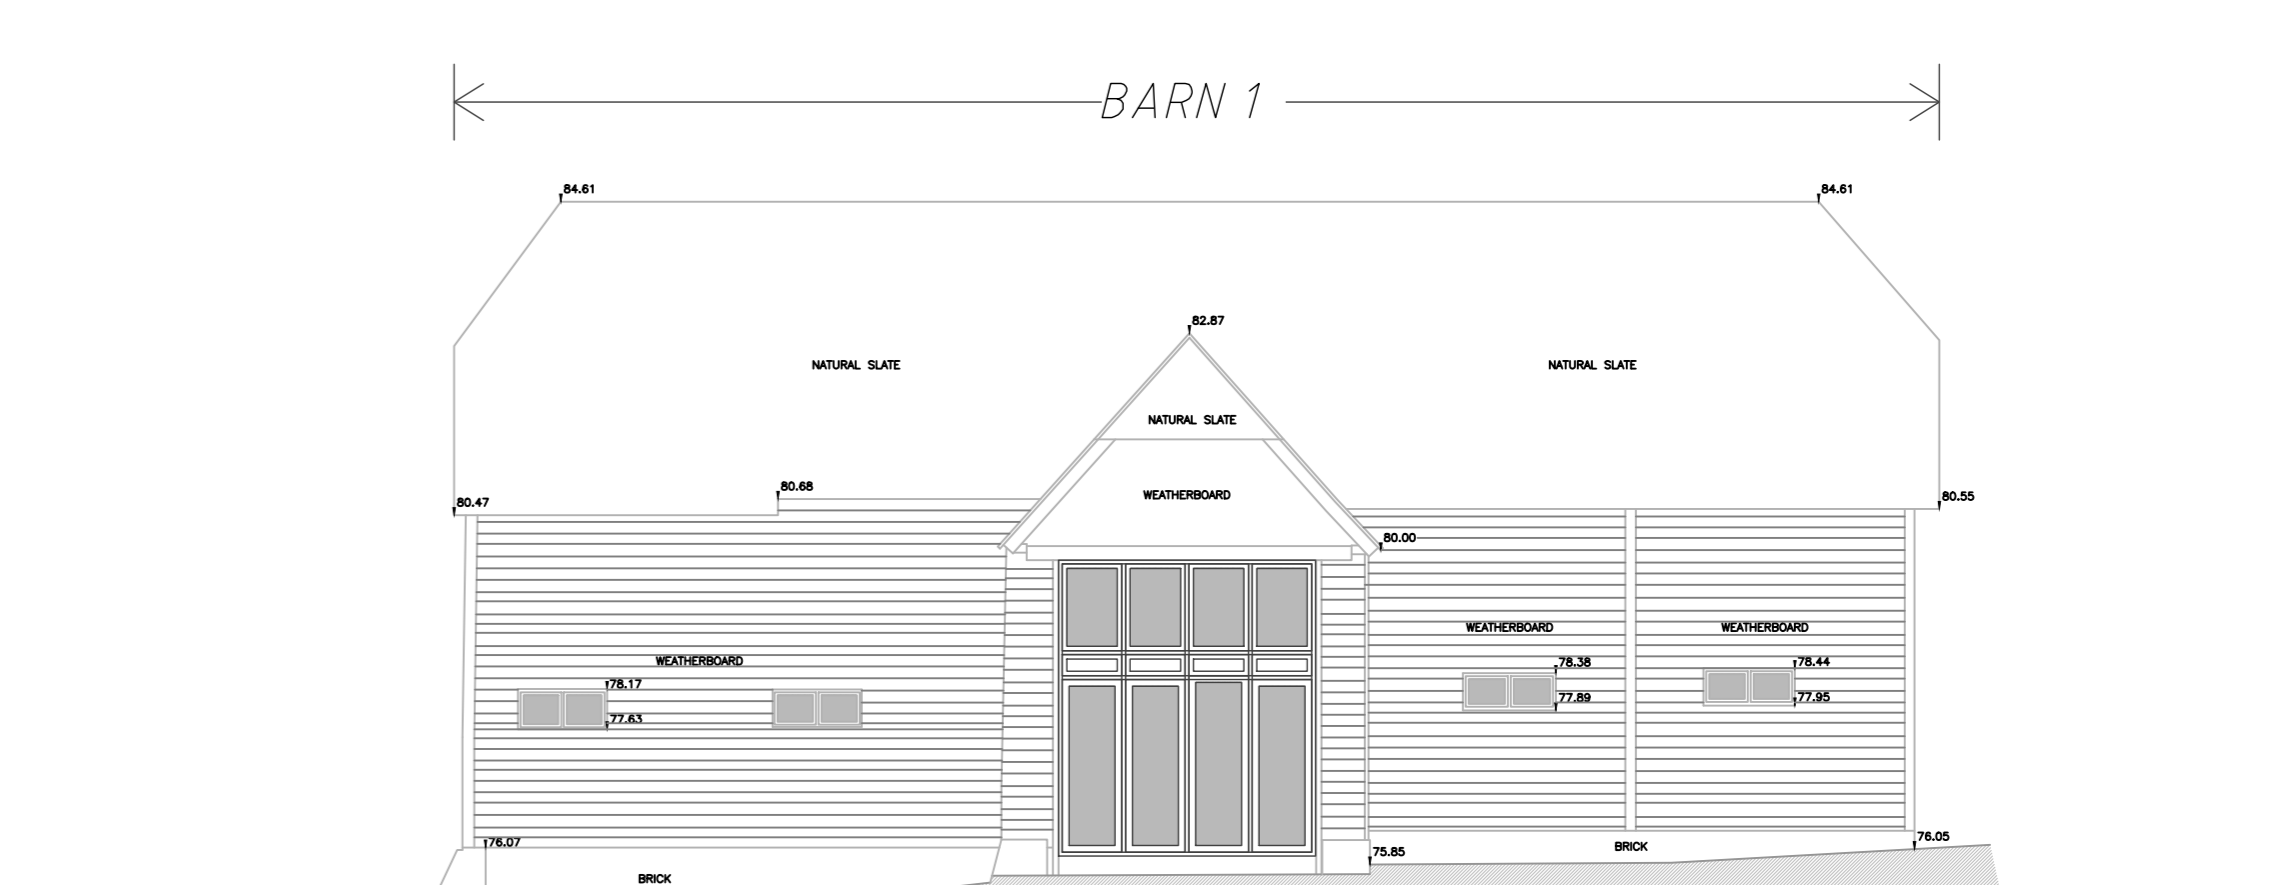 BARN 1
84.61
84.61
82.87
NATURAL SLATE
NATURAL SLATE
NATURAL SLATE
80.68
WEATHERBOARD
80.47
80.55
80.00
WEATHERBOARD
WEATHERBOARD
WEATHERBOARD
78.38
78.44
78.17
77.89
77.95
77.63
76.05
76.07
BRICK
75.85
BRICK